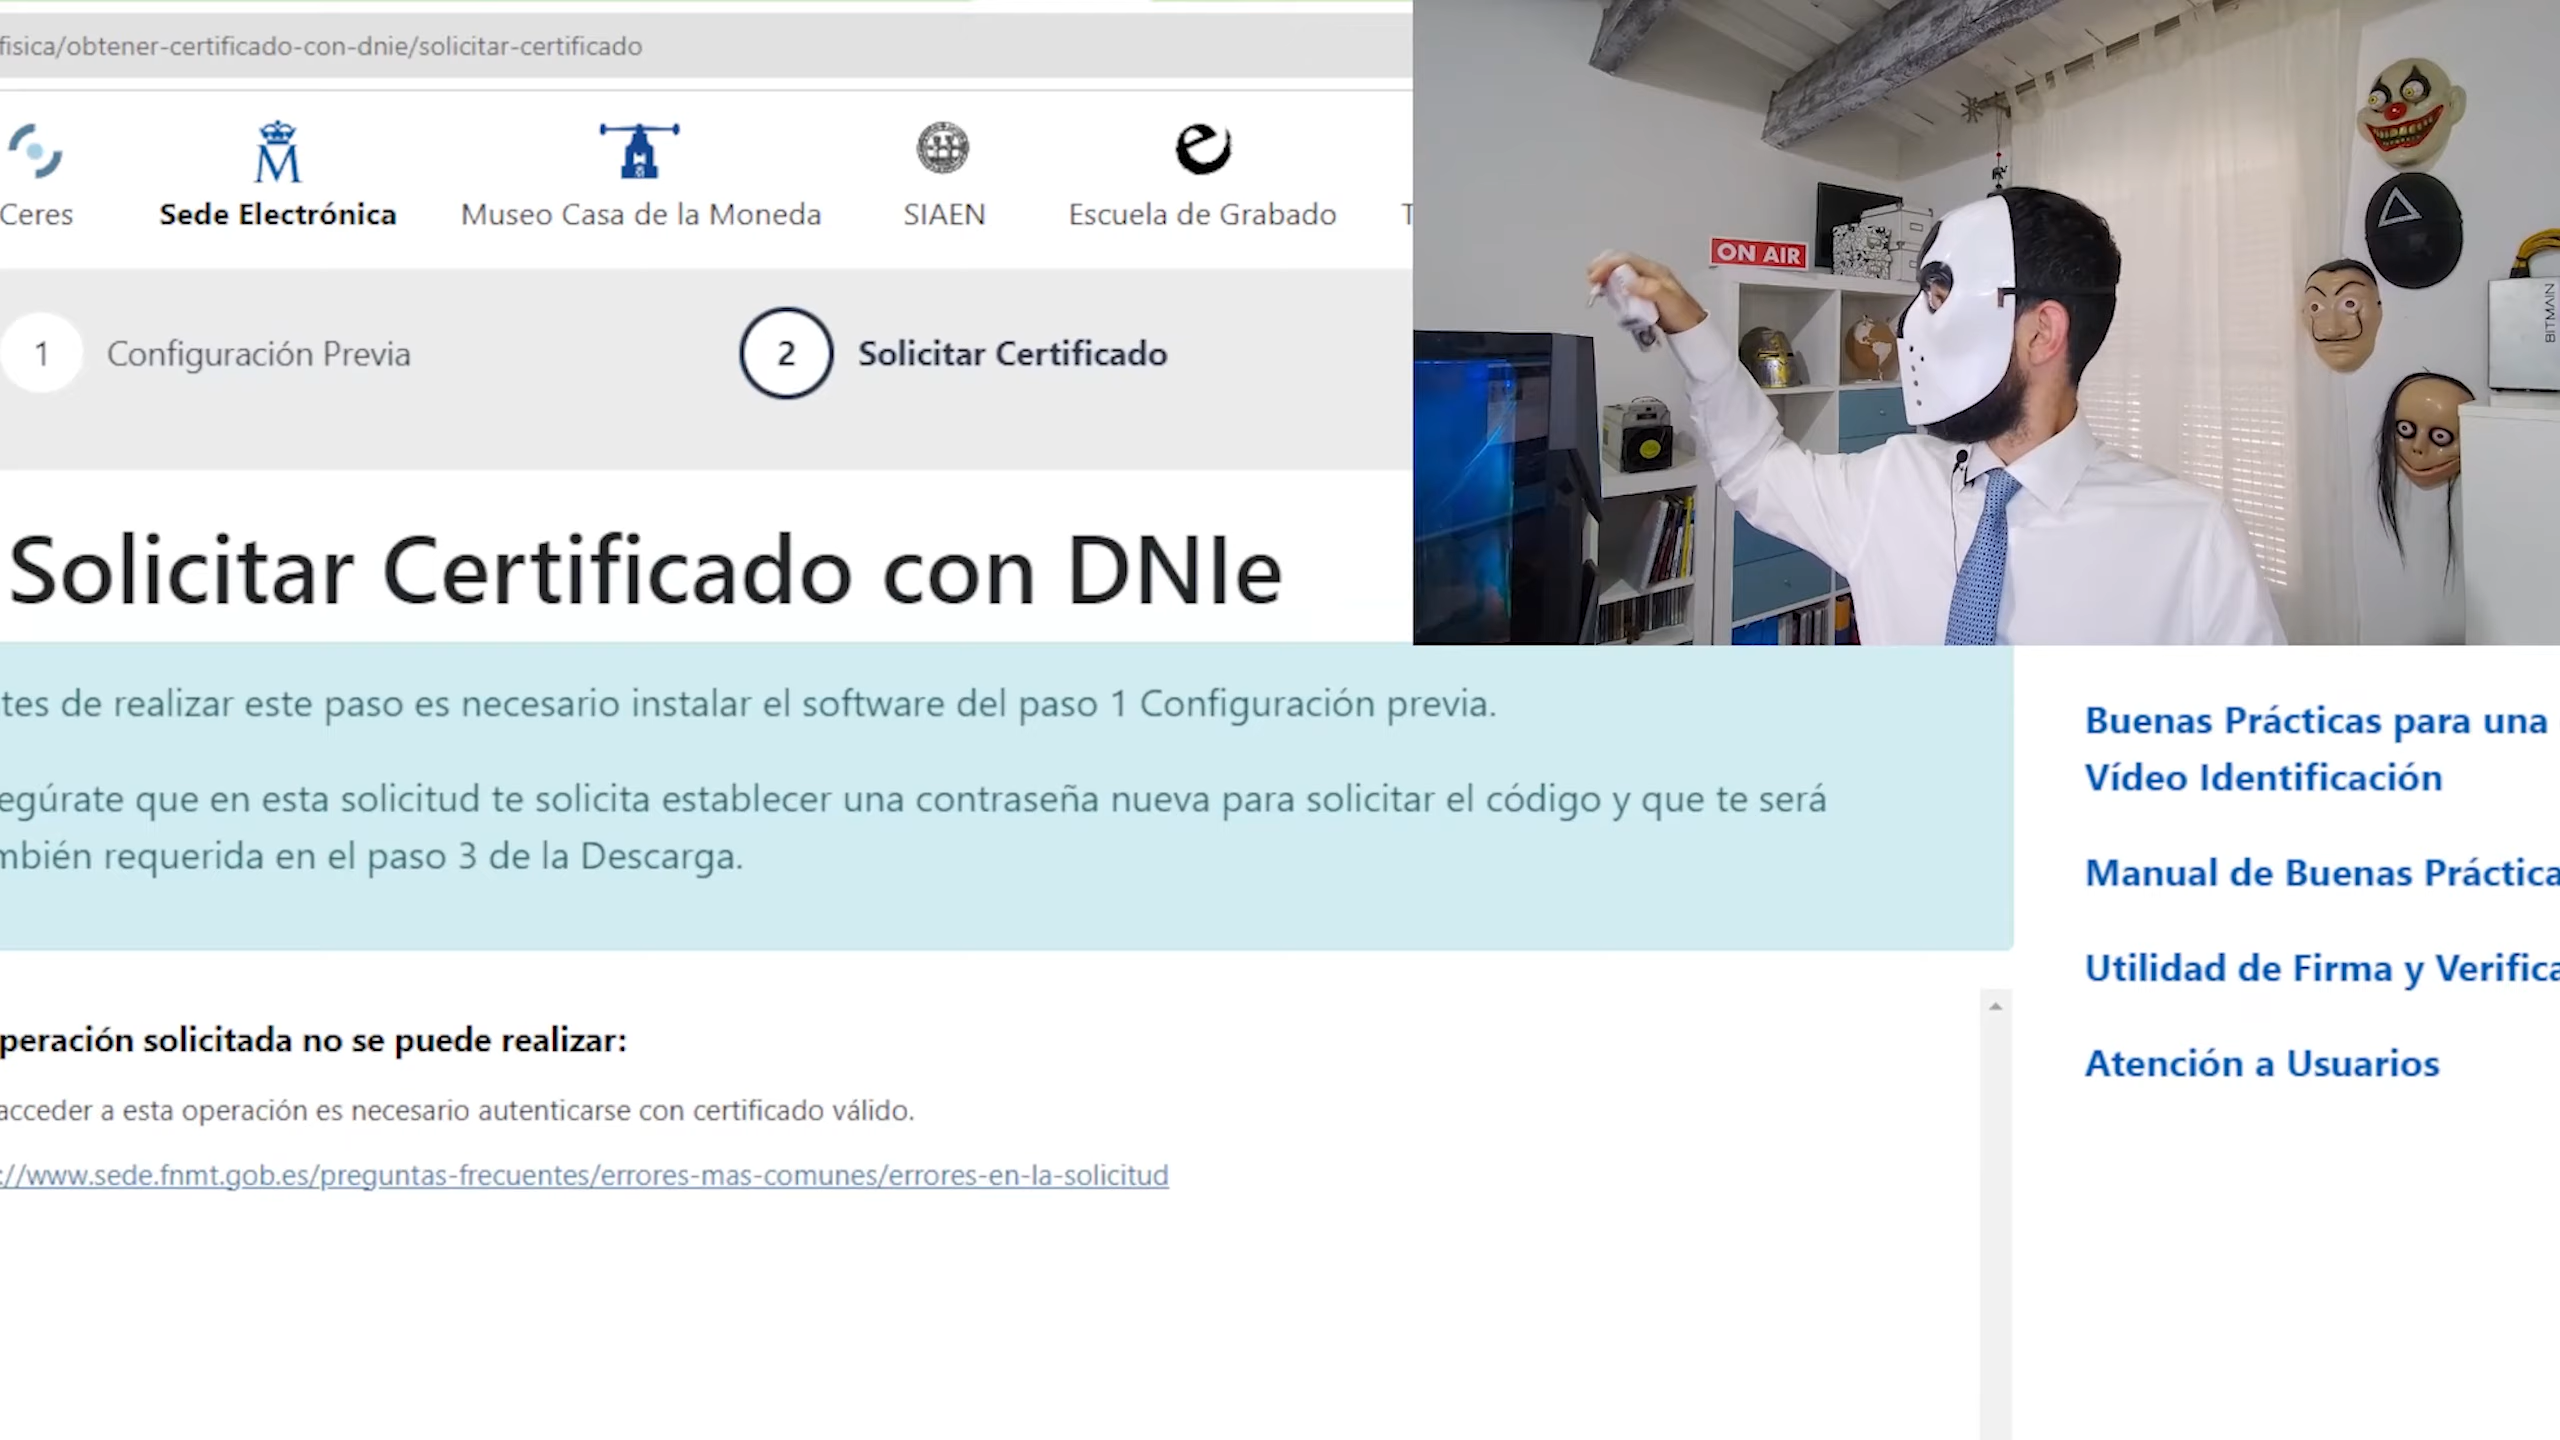 fisica/obtener-certificado-con-dnie/solicitar-certificado
Ceres
Sede Electrónica
Museo Casa de la Moneda
SIAEN
Escuela de Grabado
1
Configuración Previa
2
Solicitar Certificado
ON AIR
BITMAIN
Solicitar Certificado con DNIe
tes de realizar este paso es necesario instalar el software del paso 1 Configuración previa.
egúrate que en esta solicitud te solicita establecer una contraseña nueva para solicitar el código y que te será
mbién requerida en el paso 3 de la Descarga.
Buenas Prácticas para una
Vídeo Identificación
Manual de Buenas Práctica
Utilidad de Firma y Verifica
Atención a Usuarios
peración solicitada no se puede realizar:
acceder a esta operación es necesario autenticarse con certificado válido.
://www.sede.fnmt.gob.es/preguntas-frecuentes/errores-mas-comunes/errores-en-la-solicitud